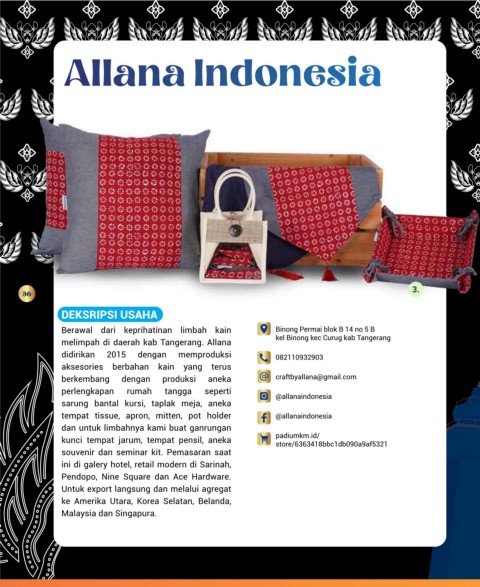 Allana Indonesia
3.
36
DEKSRIPSI USAHA
Berawal dari keprihatinan limbah kain
melimpah di daerah kab Tangerang. Allana
didirikan 2015 dengan memproduksi
aksesories berbahan kain yang terus
berkembang dengan produksi aneka
perlengkapan rumah tangga seperti
sarung bantal kursi, taplak meja, aneka
tempat tissue, apron, mitten, pot holder
dan untuk limbahnya kami buat ganrungan
kunci tempat jarum, tempat pensil, aneka
souvenir dan seminar kit. Pemasaran saat
ini di galery hotel, retail modern di Sarinah,
Pendopo, Nine Square dan Ace Hardware.
Untuk export langsung dan melalui agregat
ke Amerika Utara, Korea Selatan, Belanda,
Malaysia dan Singapura.
Binong Permai blok B 14 no 5 B
kel Binong kec Curug kab Tangerang
082110932903
craftbyallana@gmail.com
@allanaindonesia
@allanaindonesia
padiumkm.id/
store/6363418bbc1db090a9af5321